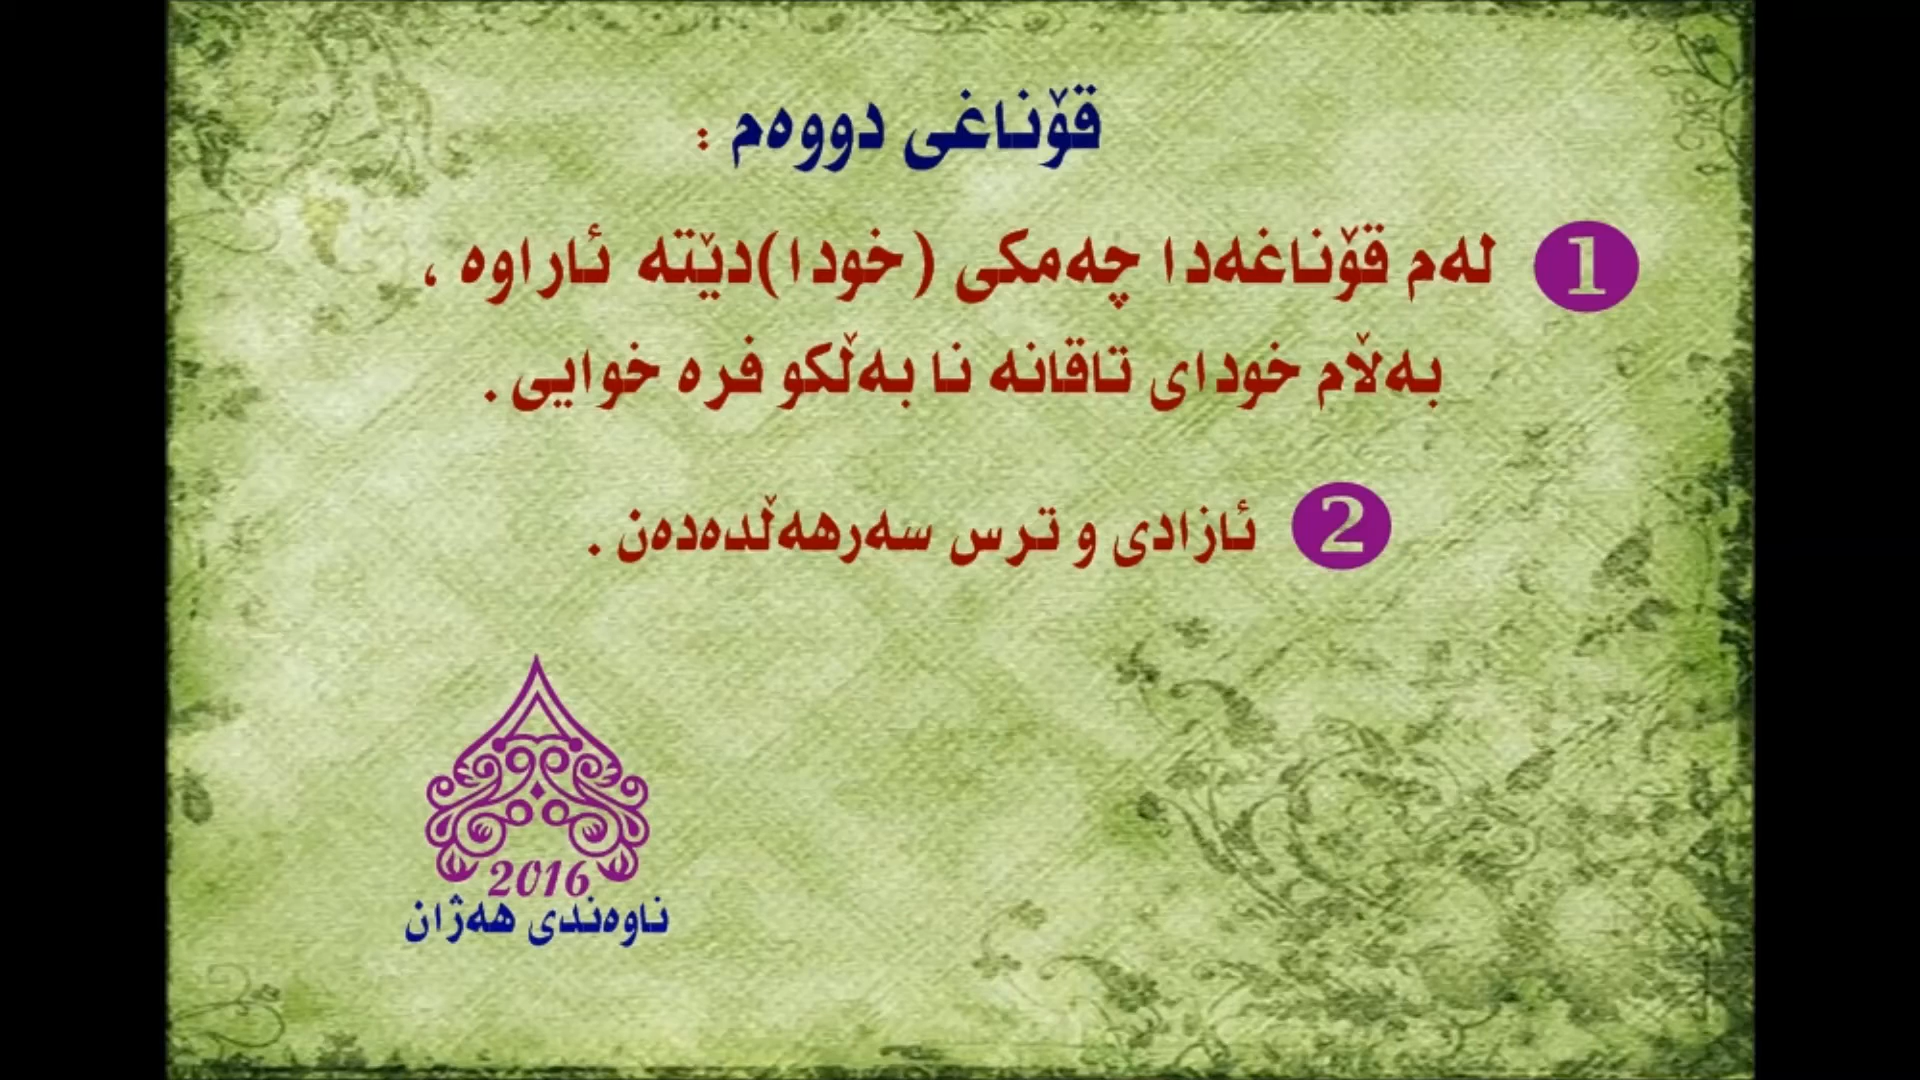 قۆناغی دووەم :
1 لەم قۆناغەدا چەمکی (خودا)دێتە ئاراوە ،
بەڵام خودای تاقانە نا بەڵکو فرە خوایی .
2 ئازادی و ترس سەرهەڵدەدەن .
2016
ناوەندی هەژان